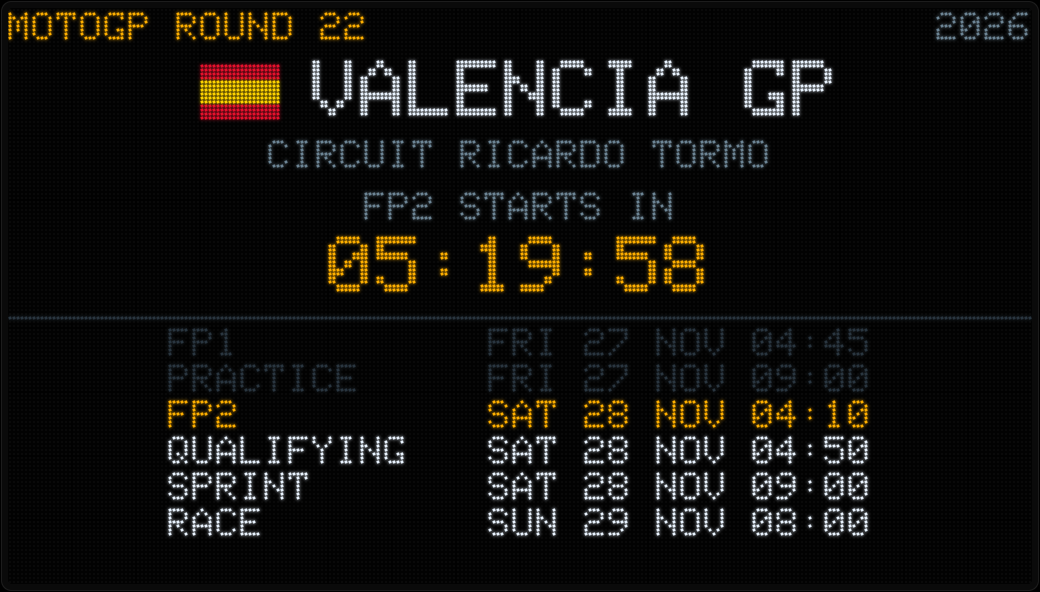 MOTOGP ROUND 22 2026
VALENCIA GP
CIRCUIT RICARDO TORMO
FP2 STARTS IN
05:19:58
FP1 FRI 27 NOV 04:45
PRACTICE FRI 27 NOV 09:00
FP2 SAT 28 NOV 04:10
QUALIFYING SAT 28 NOV 04:50
SPRINT SAT 28 NOV 09:00
RACE SUN 29 NOV 08:00